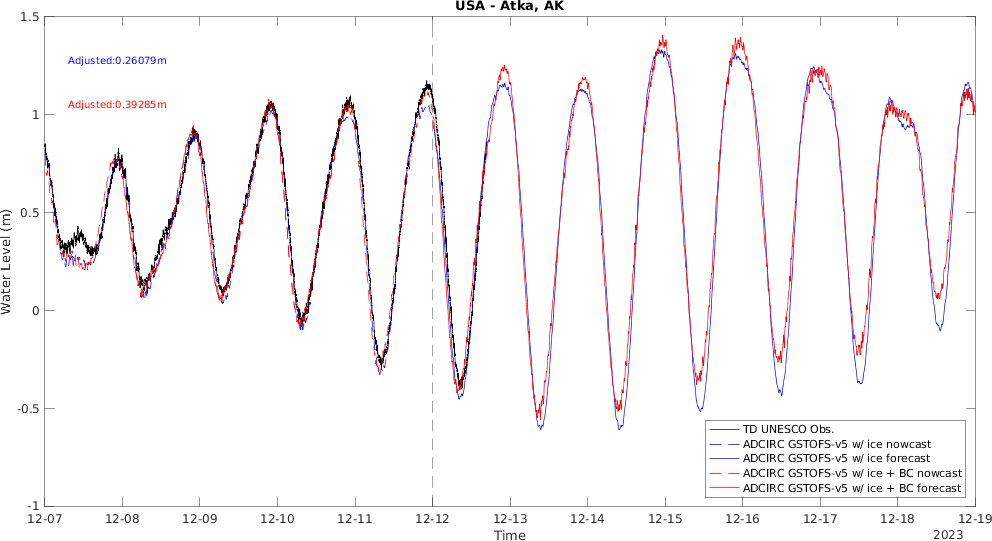 USA - Atka, AK
1.5
Adjusted:0.26079m
Adjusted:0.39285m
1
0.5
0
-0.5
-1
Water Level (m)
TD UNESCO Obs.
ADCIRC GSTOFS-v5 w/ ice nowcast
ADCIRC GSTOFS-v5 w/ ice forecast
ADCIRC GSTOFS-v5 w/ ice + BC nowcast
ADCIRC GSTOFS-v5 w/ ice + BC forecast
12-07 12-08 12-09 12-10 12-11 12-12 12-13 12-14 12-15 12-16 12-17 12-18 12-19
Time
2023